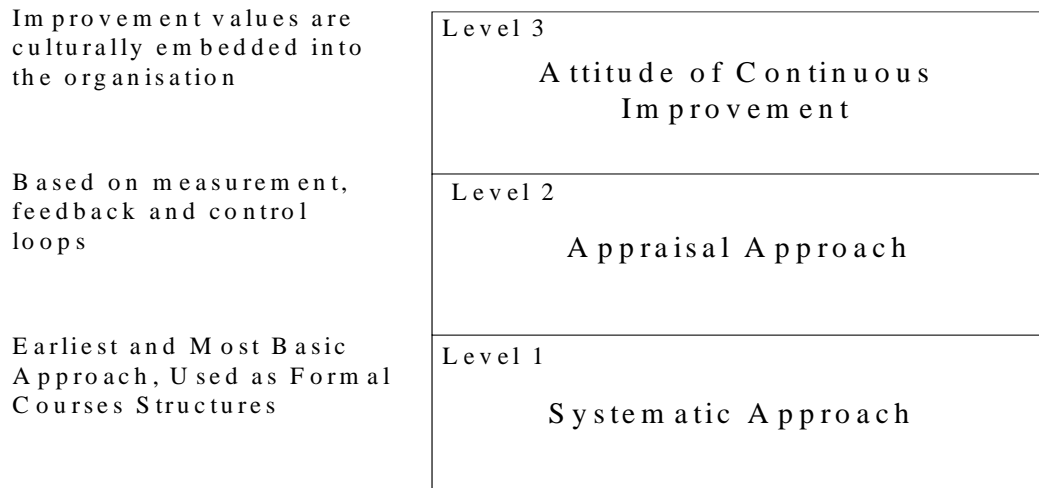 Improvement values are
culturally embedded into
the organisation
Level 3
Attitude of Continuous
Improvement
Based on measurement,
feedback and control
loops
Level 2
Appraisal Approach
Earliest and Most Basic
Approach, Used as Formal
Courses Structures
Level 1
Systematic Approach